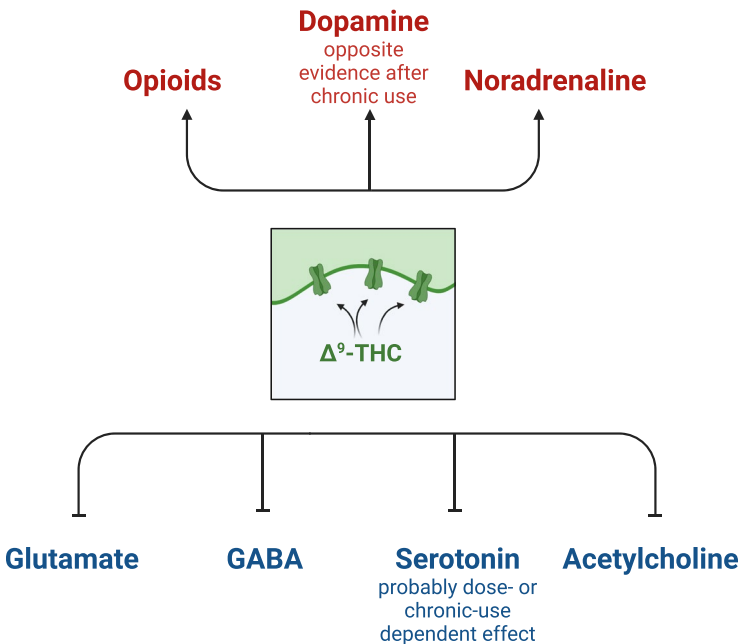 Dopamine
opposite
evidence after
chronic use
Opioids
Noradrenaline
Δ⁹-THC
Glutamate
GABA
Serotonin
probably dose- or
chronic-use
dependent effect
Acetylcholine